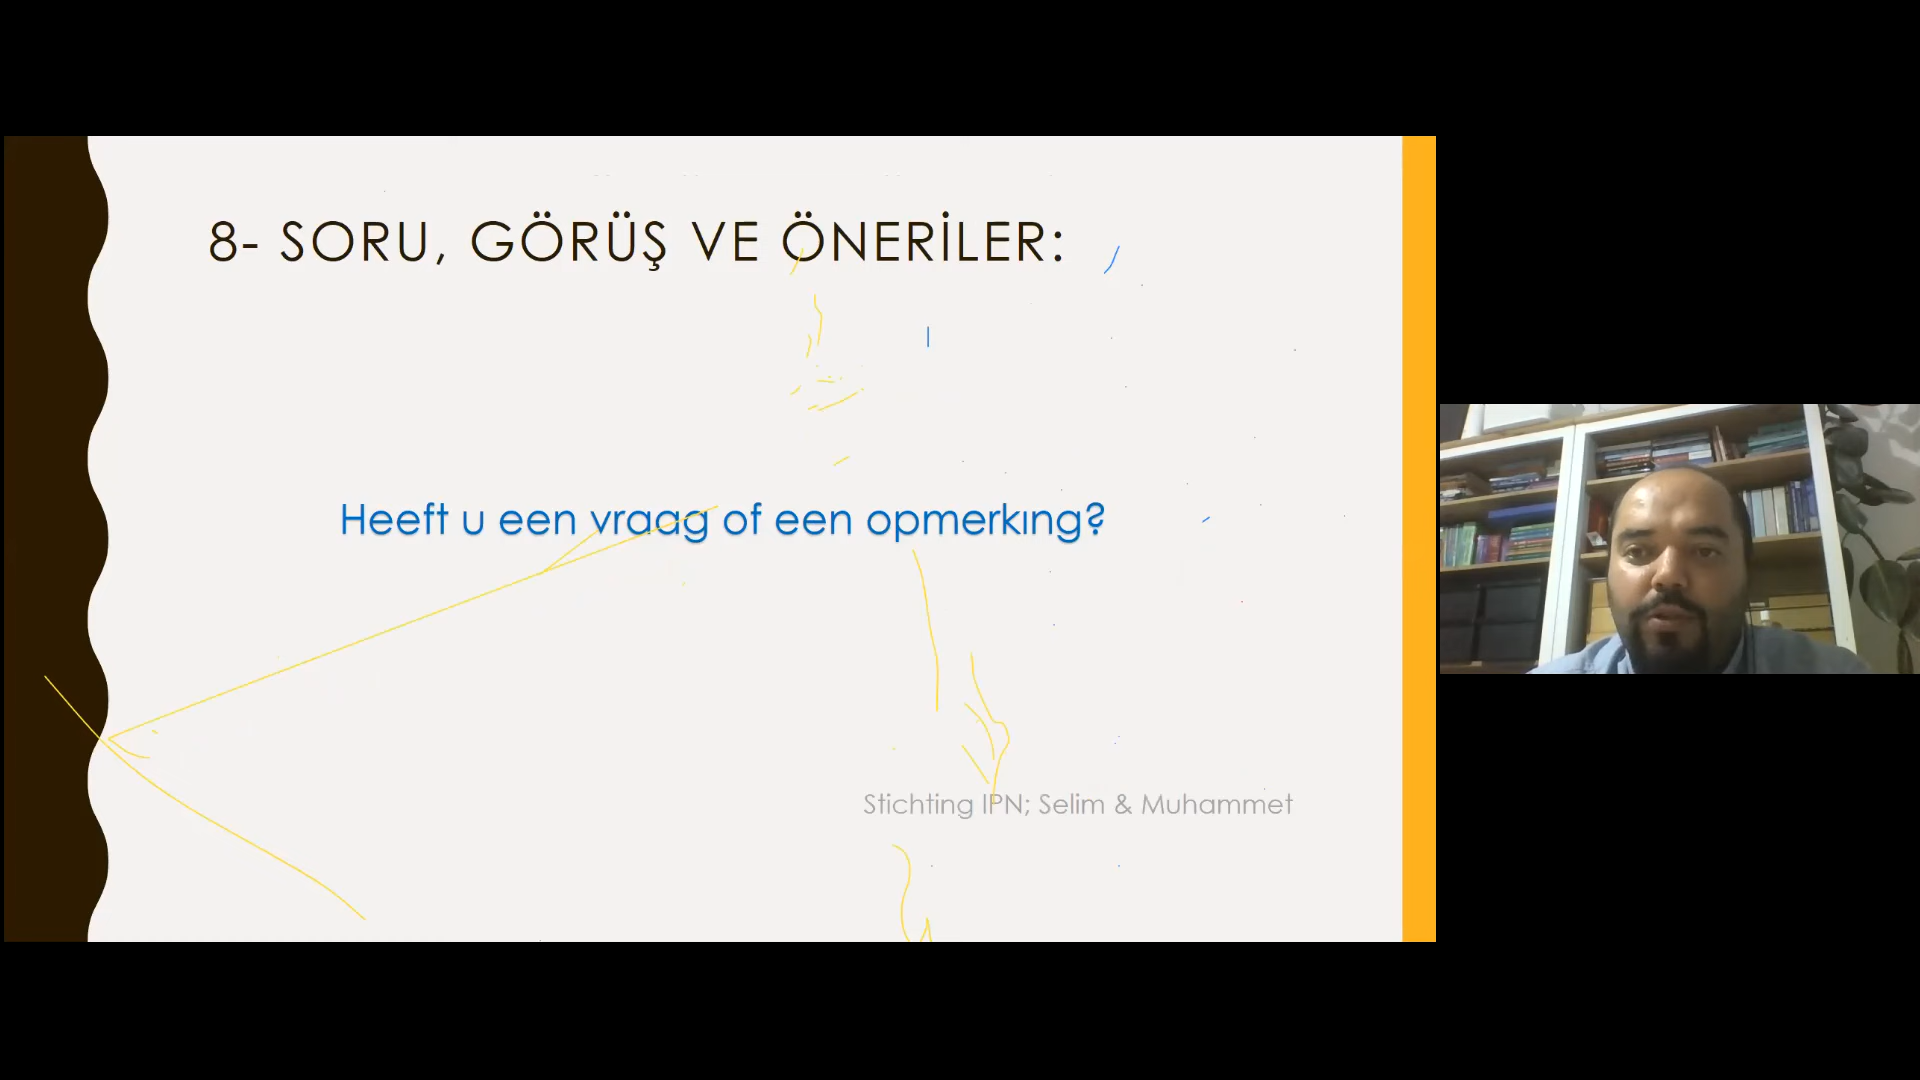 8- SORU, GÖRÜŞ VE ÖNERİLER:
Heeft u een vraag of een opmerkıng?
Stichting IPN; Selim & Muhammet